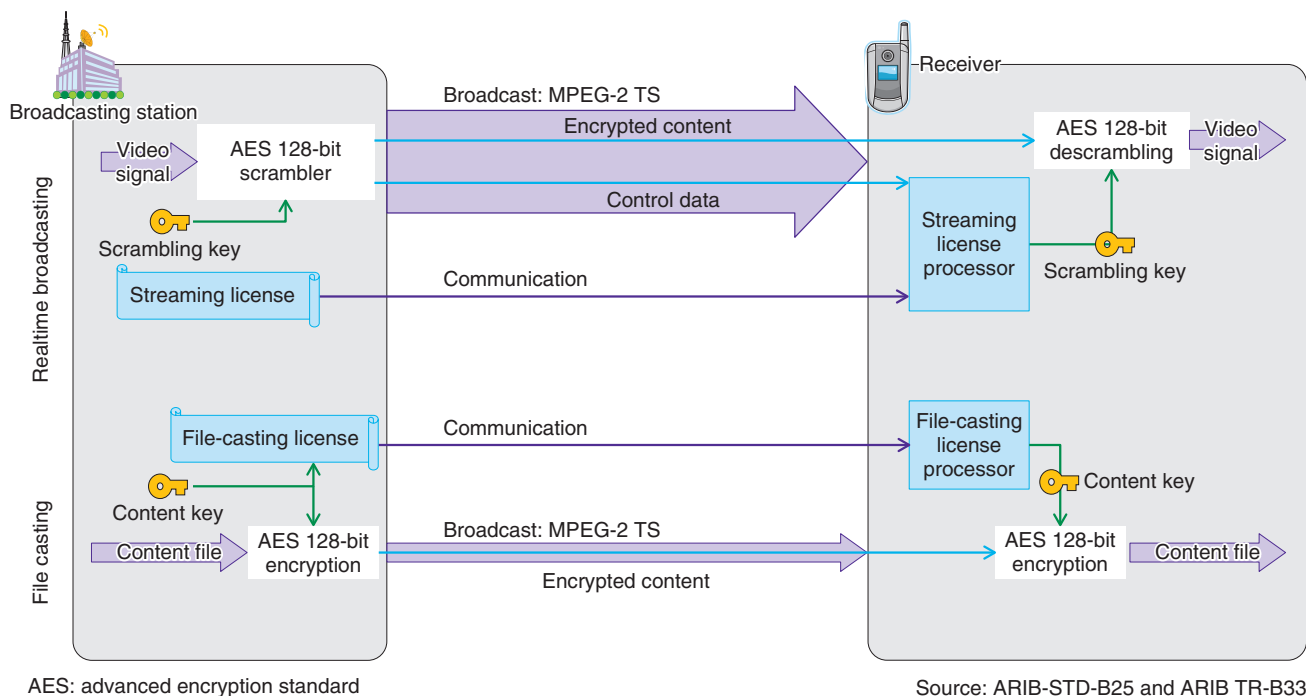 Broadcasting station
Receiver
Realtime broadcasting
Video
signal
AES 128-bit
scrambler
Broadcast: MPEG-2 TS
Encrypted content
Control data
AES 128-bit
descrambling
Video
signal
Scrambling key
Streaming license
Communication
Streaming
license
processor
Scrambling key
File casting
File-casting license
Communication
File-casting
license
processor
Content key
Content key
Content file
AES 128-bit
encryption
Broadcast: MPEG-2 TS
Encrypted content
AES 128-bit
encryption
Content file
AES: advanced encryption standard
Source: ARIB-STD-B25 and ARIB TR-B33